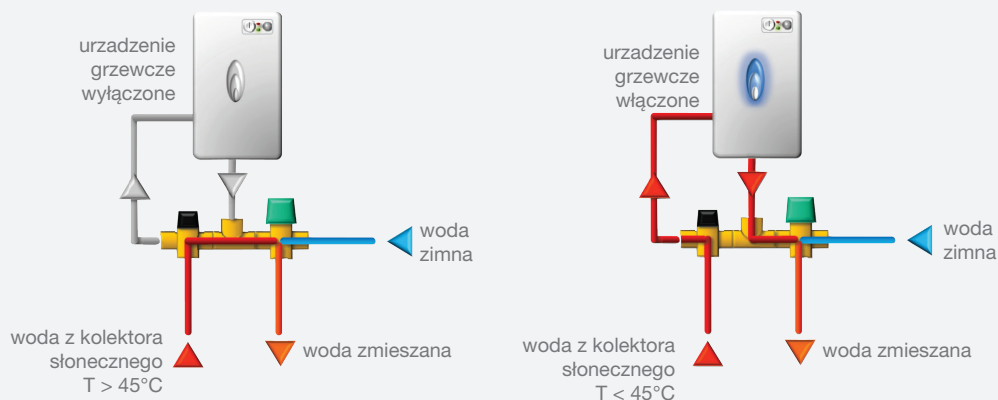 urzadzenie
grzewcze
wyłączone
woda
zimna
woda z kolektora
słonecznego
T > 45°C
woda zmieszana
urzadzenie
grzewcze
włączone
woda
zimna
woda z kolektora
słonecznego
T < 45°C
woda zmieszana